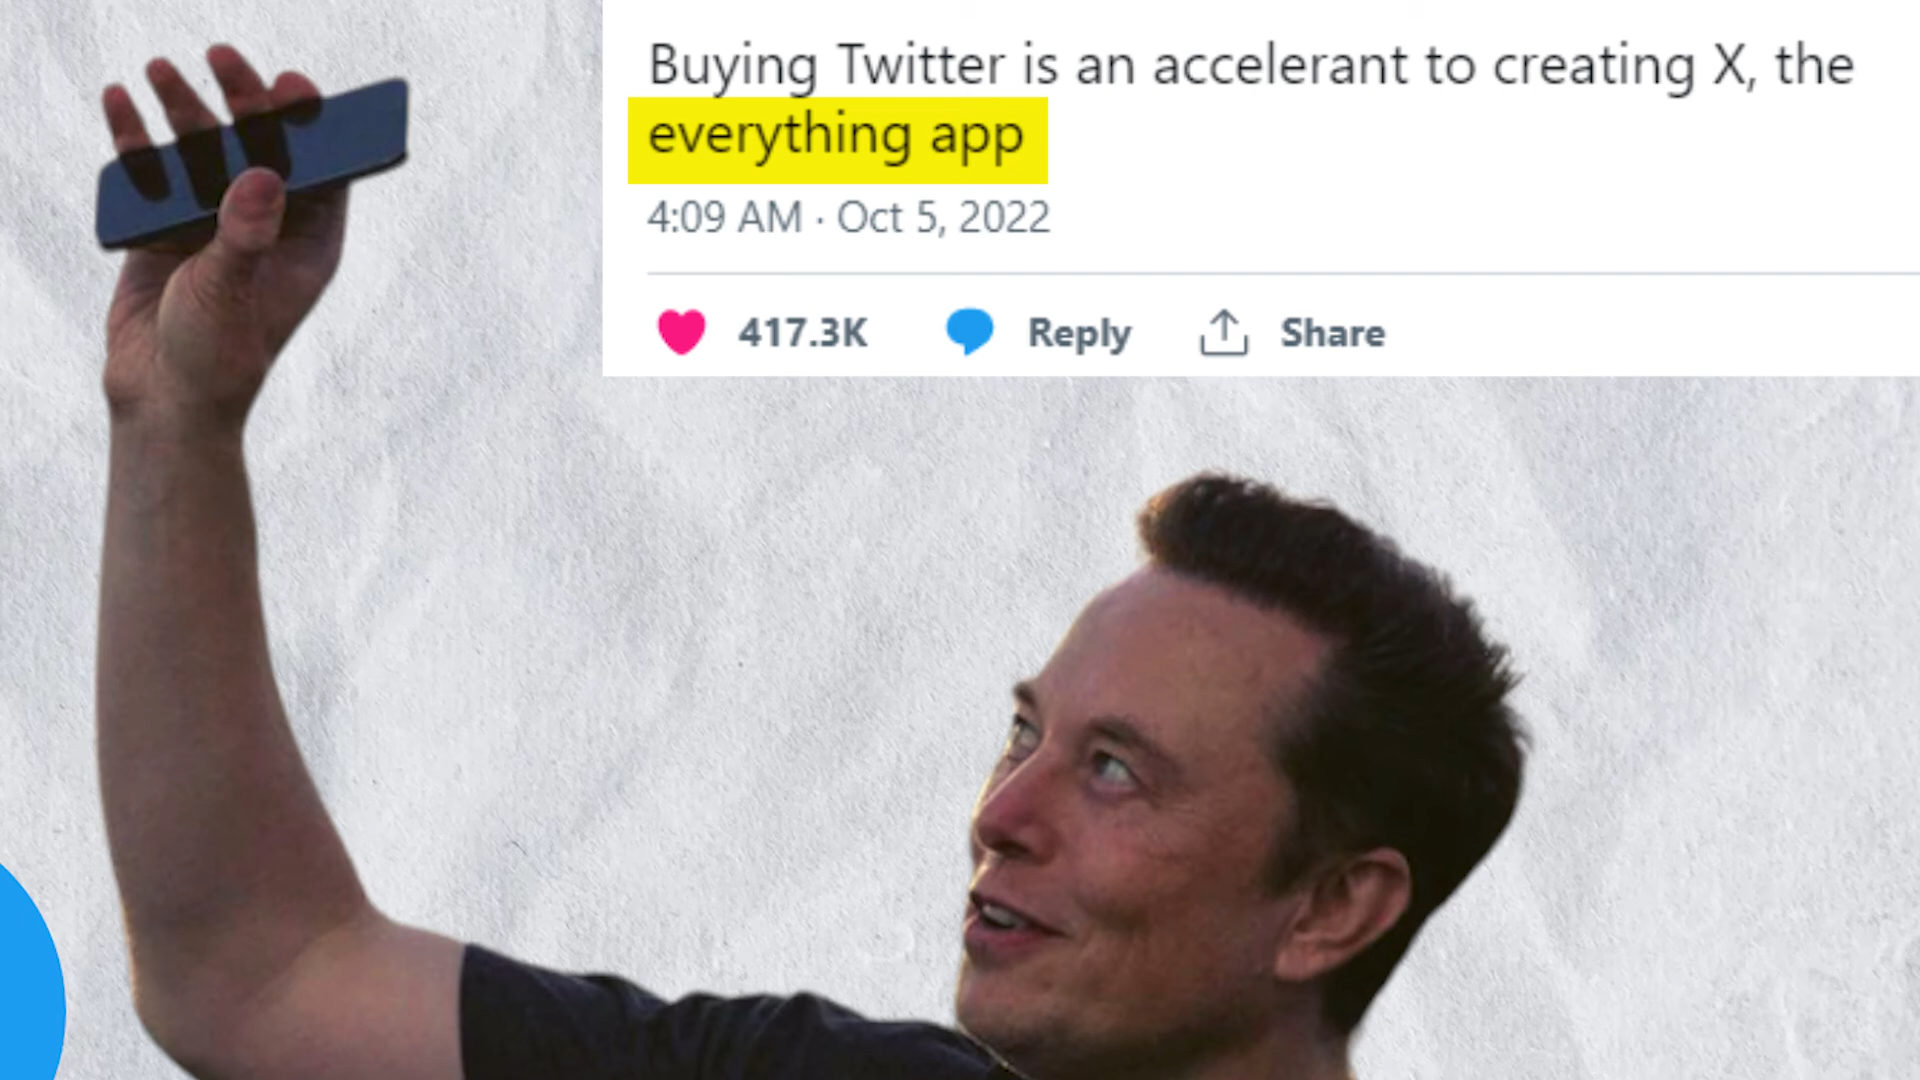 Buying Twitter is an accelerant to creating X, the
everything app
4:09 AM · Oct 5, 2022
417.3K Reply Share